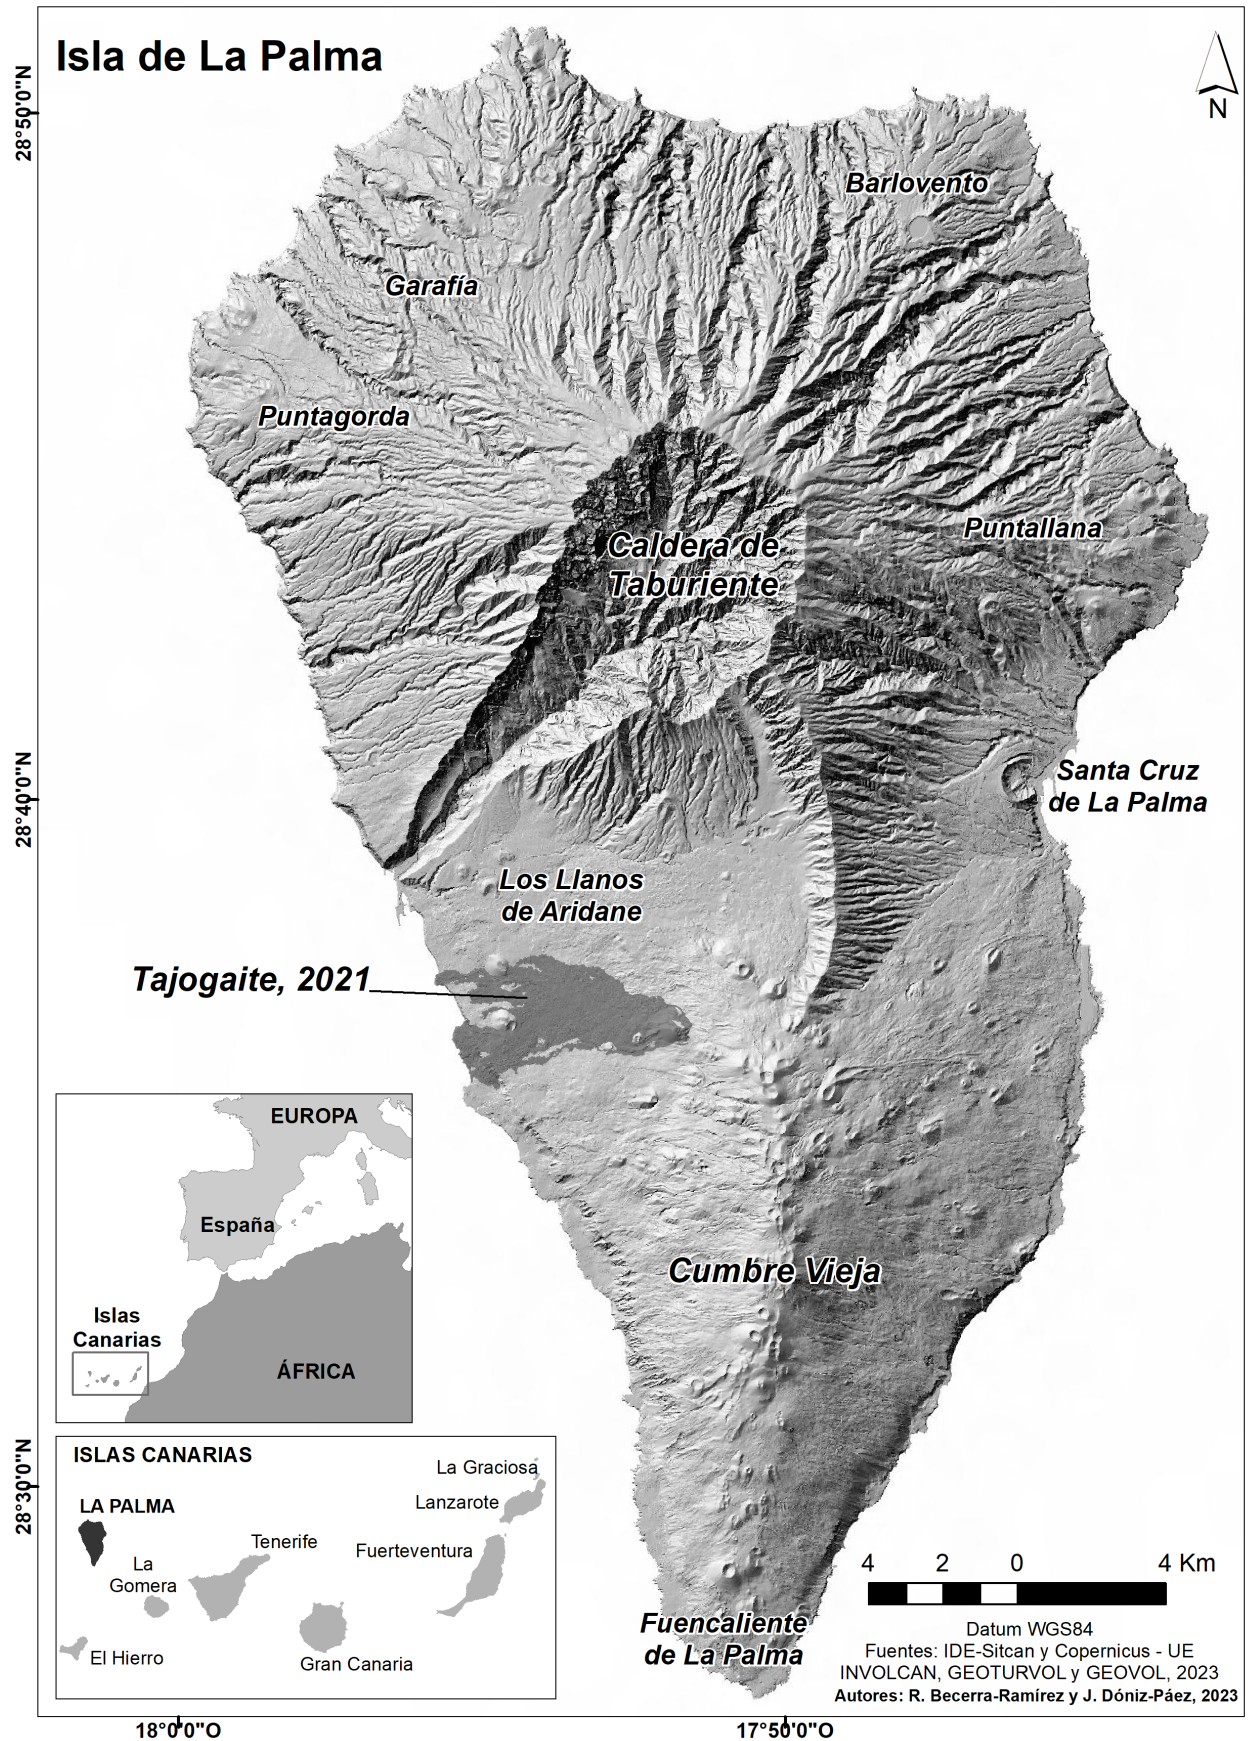 Isla de La Palma
N
28°50'0"N
Barlovento
Garafía
Puntagorda
Puntallana
Caldera de
Taburiente
28°40'0"N
Santa Cruz
de La Palma
Los Llanos
de Aridane
Tajogaite, 2021
EUROPA
España
Islas
Canarias
ÁFRICA
Cumbre Vieja
28°30'0"N
ISLAS CANARIAS
La Graciosa
LA PALMA
Lanzarote
Tenerife
Fuerteventura
La
Gomera
El Hierro
Gran Canaria
Fuencaliente
de La Palma
4 2 0 4 Km
Datum WGS84
Fuentes: IDE-Sitcan y Copernicus - UE
INVOLCAN, GEOTURVOL y GEOVOL, 2023
Autores: R. Becerra-Ramírez y J. Dóniz-Páez, 2023
18°0'0"O
17°50'0"O